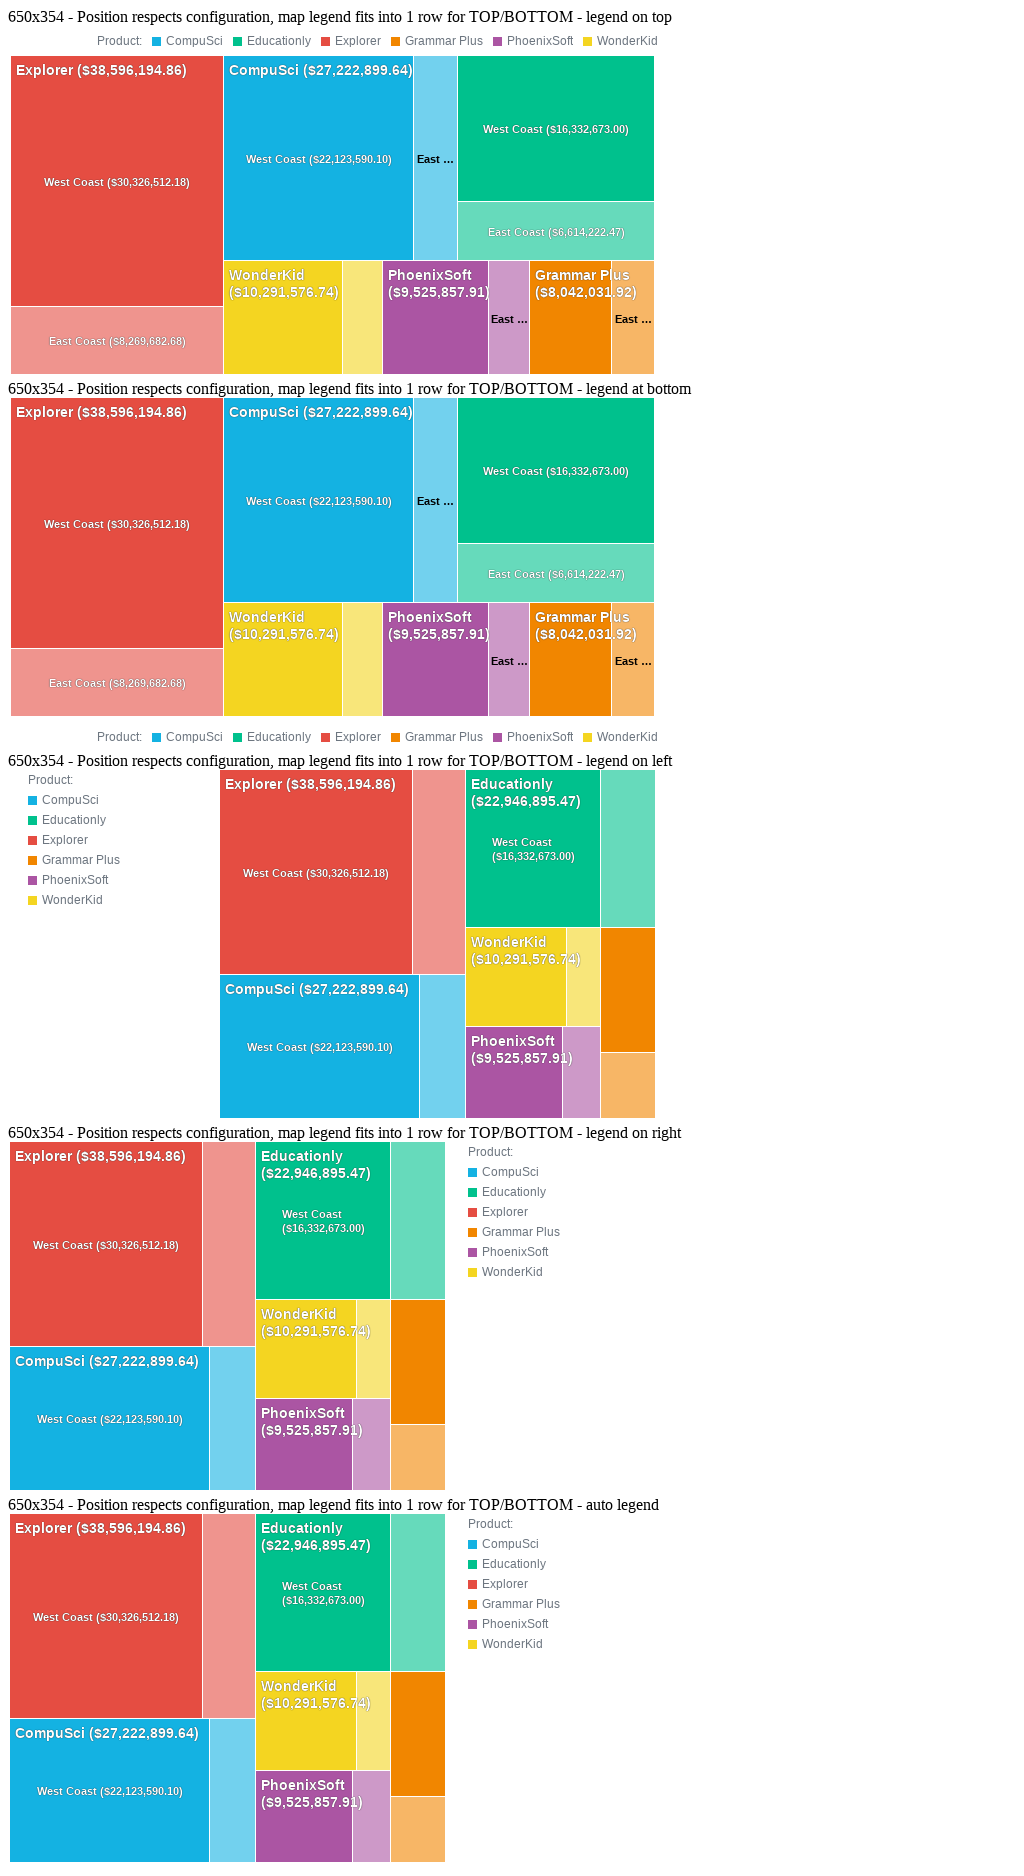 650x354 - Position respects configuration, map legend fits into 1 row for TOP/BOTTOM - legend on top
Product: CompuSci Educationly Explorer Grammar Plus PhoenixSoft WonderKid
Explorer ($38,596,194.86)
West Coast ($30,326,512.18)
East Coast ($8,269,682.68)
CompuSci ($27,222,899.64)
West Coast ($22,123,590.10)
East ...
West Coast ($16,332,673.00)
East Coast ($6,614,222.47)
WonderKid
($10,291,576.74)
PhoenixSoft
($9,525,857.91)
East ...
Grammar Plus
($8,042,031.92)
East ...
650x354 - Position respects configuration, map legend fits into 1 row for TOP/BOTTOM - legend at bottom
Explorer ($38,596,194.86)
West Coast ($30,326,512.18)
East Coast ($8,269,682.68)
CompuSci ($27,222,899.64)
West Coast ($22,123,590.10)
East ...
West Coast ($16,332,673.00)
East Coast ($6,614,222.47)
WonderKid
($10,291,576.74)
PhoenixSoft
($9,525,857.91)
East ...
Grammar Plus
($8,042,031.92)
East ...
Product: CompuSci Educationly Explorer Grammar Plus PhoenixSoft WonderKid
650x354 - Position respects configuration, map legend fits into 1 row for TOP/BOTTOM - legend on left
Product:
CompuSci
Educationly
Explorer
Grammar Plus
PhoenixSoft
WonderKid
Explorer ($38,596,194.86)
West Coast ($30,326,512.18)
CompuSci ($27,222,899.64)
West Coast ($22,123,590.10)
Educationly
($22,946,895.47)
West Coast
($16,332,673.00)
WonderKid
($10,291,576.74)
PhoenixSoft
($9,525,857.91)
650x354 - Position respects configuration, map legend fits into 1 row for TOP/BOTTOM - legend on right
Explorer ($38,596,194.86)
West Coast ($30,326,512.18)
CompuSci ($27,222,899.64)
West Coast ($22,123,590.10)
Educationly
($22,946,895.47)
West Coast
($16,332,673.00)
WonderKid
($10,291,576.74)
PhoenixSoft
($9,525,857.91)
Product:
CompuSci
Educationly
Explorer
Grammar Plus
PhoenixSoft
WonderKid
650x354 - Position respects configuration, map legend fits into 1 row for TOP/BOTTOM - auto legend
Explorer ($38,596,194.86)
West Coast ($30,326,512.18)
CompuSci ($27,222,899.64)
West Coast ($22,123,590.10)
Educationly
($22,946,895.47)
West Coast
($16,332,673.00)
WonderKid
($10,291,576.74)
PhoenixSoft
($9,525,857.91)
Product:
CompuSci
Educationly
Explorer
Grammar Plus
PhoenixSoft
WonderKid